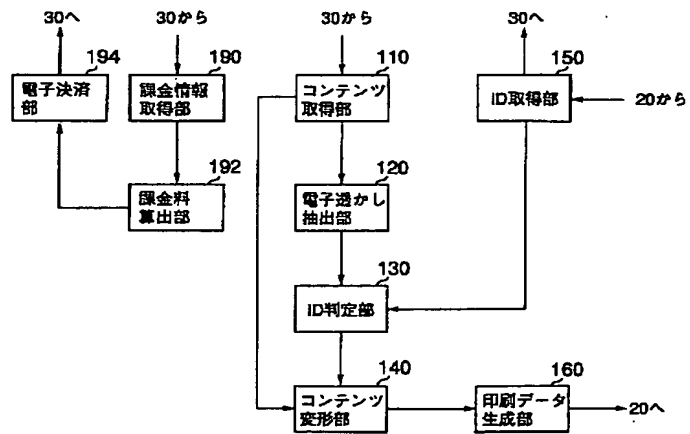 30へ
30から
30から
30へ
194
190
110
150
電子決済
部
課金情報
取得部
コンテンツ
取得部
ID取得部
20から
192
120
課金料
算出部
電子透かし
抽出部
130
ID判定部
140
160
コンテンツ
変形部
印刷データ
生成部
20へ